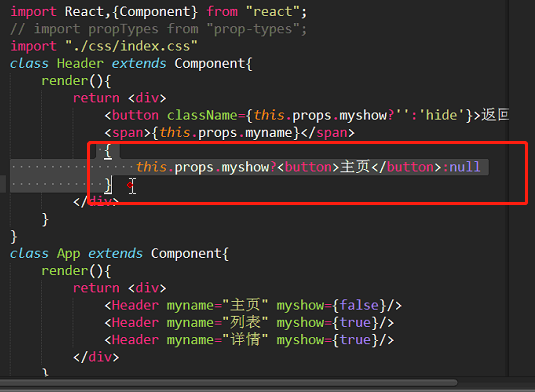 import React,{Component} from "react";
// import propTypes from "prop-types";
import "./css/index.css"
class Header extends Component{
render(){
return <div>
<button className={this.props.myshow?'':'hide'}>返回
<span>{this.props.myname}</span>
{
this.props.myshow?<button>主页</button>:null
}
</div>
}
}
class App extends Component{
render(){
return <div>
<Header myname="主页" myshow={false}/>
<Header myname="列表" myshow={true}/>
<Header myname="详情" myshow={true}/>
</div>
}